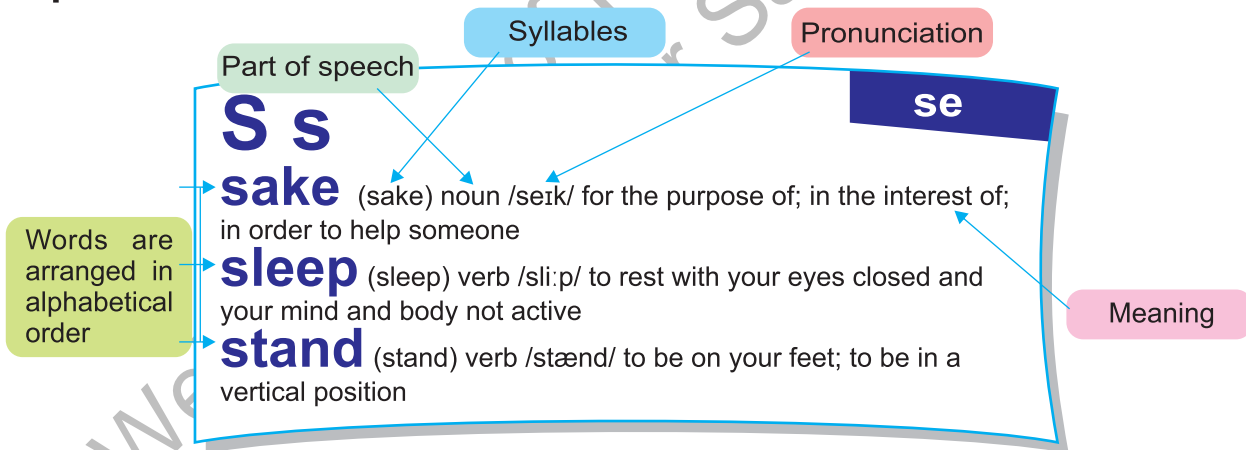 Syllables
Pronunciation
Part of speech
se
S s
sake (sake) noun /seɪk/ for the purpose of; in the interest of;
in order to help someone
sleep (sleep) verb /sliːp/ to rest with your eyes closed and
your mind and body not active
stand (stand) verb /stænd/ to be on your feet; to be in a
vertical position
Words are
arranged in
alphabetical
order
Meaning